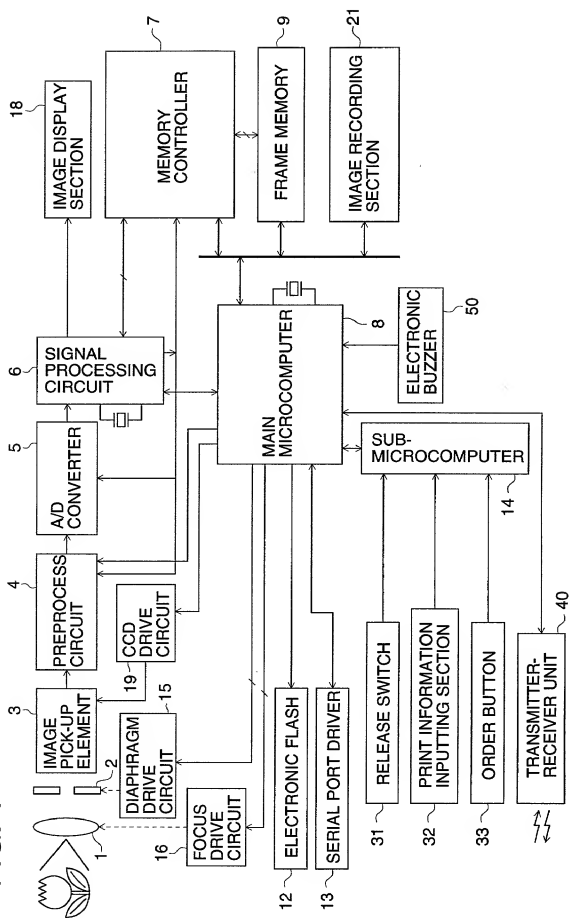 1
2
3
IMAGE
PICK-UP
ELEMENT
4
PREPROCESS
CIRCUIT
5
A/D
CONVERTER
6
SIGNAL
PROCESSING
CIRCUIT
18
IMAGE DISPLAY
SECTION
7
MEMORY
CONTROLLER
9
FRAME MEMORY
21
IMAGE RECORDING
SECTION
19
CCD
DRIVE
CIRCUIT
15
DIAPHRAGM
DRIVE
CIRCUIT
16
FOCUS
DRIVE
CIRCUIT
MAIN
MICROCOMPUTER
8
ELECTRONIC
BUZZER
50
12
ELECTRONIC FLASH
13
SERIAL PORT DRIVER
SUB-
MICROCOMPUTER
14
31
RELEASE SWITCH
32
PRINT INFORMATION
INPUTTING SECTION
33
ORDER BUTTON
TRANSMITTER-
RECEIVER UNIT
40